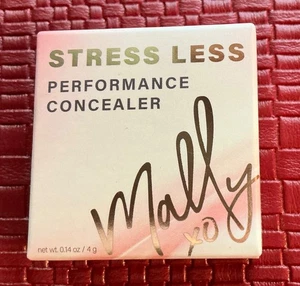 STRESS LESS
PERFORMANCE
CONCEALER
Mally
xo
net wt. 0.14 oz / 4 g